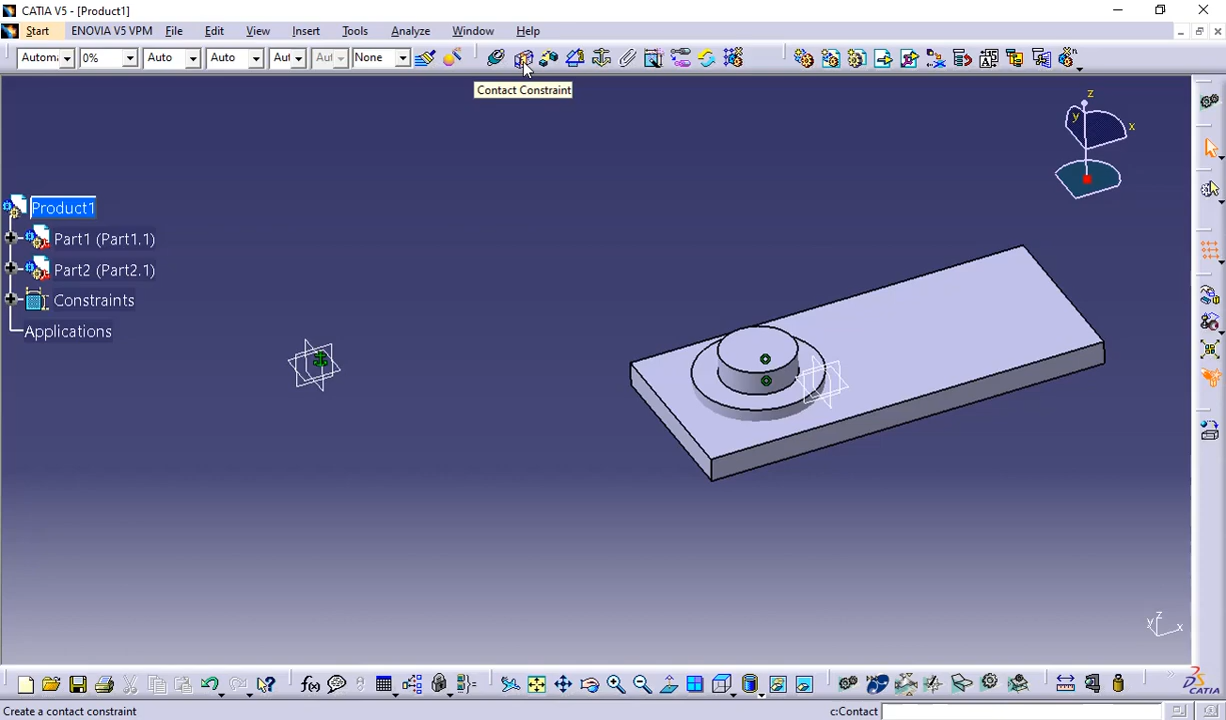 CATIA V5 - [Product1]
Start ENOVIA V5 VPM File Edit View Insert Tools Analyze Window Help
Autom 0% Auto Auto Aut Aut None
Contact Constraint
z
y
x
Product1
Part1 (Part1.1)
Part2 (Part2.1)
Constraints
Applications
z
y x
f(x)
CATIA
Create a contact constraint c:Contact